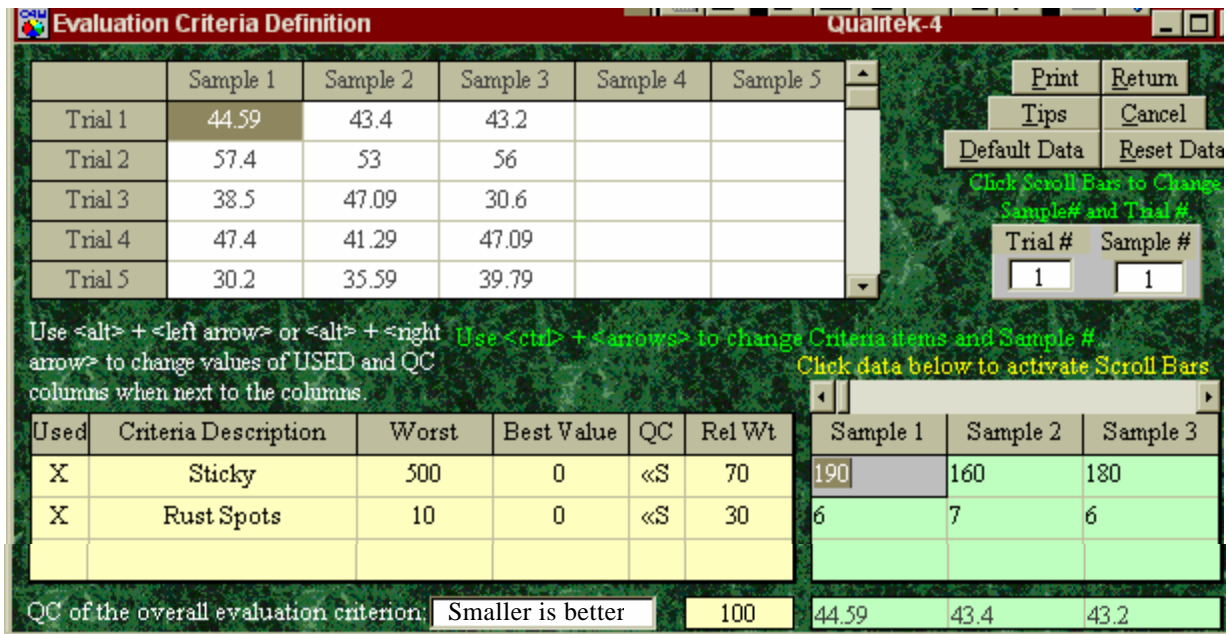 Evaluation Criteria Definition Qualitek-4
Sample 1 Sample 2 Sample 3 Sample 4 Sample 5
Trial 1 44.59 43.4 43.2
Trial 2 57.4 53 56
Trial 3 38.5 47.09 30.6
Trial 4 47.4 41.29 47.09
Trial 5 30.2 35.59 39.79
Print Return
Tips Cancel
Default Data Reset Data
Click Scroll Bars to Change
Sample# and Trial #.
Trial # Sample #
1 1
Use <alt> + <left arrow> or <alt> + <right
arrow> to change values of USED and QC
columns when next to the columns.
Use <ctrl> + <arrows> to change Criteria items and Sample #...
Click data below to activate Scroll Bars
Used Criteria Description Worst Best Value QC Rel Wt
X Sticky 500 0 «S 70
X Rust Spots 10 0 «S 30
Sample 1 Sample 2 Sample 3
190 160 180
6 7 6
QC of the overall evaluation criterion: Smaller is better 100 44.59 43.4 43.2